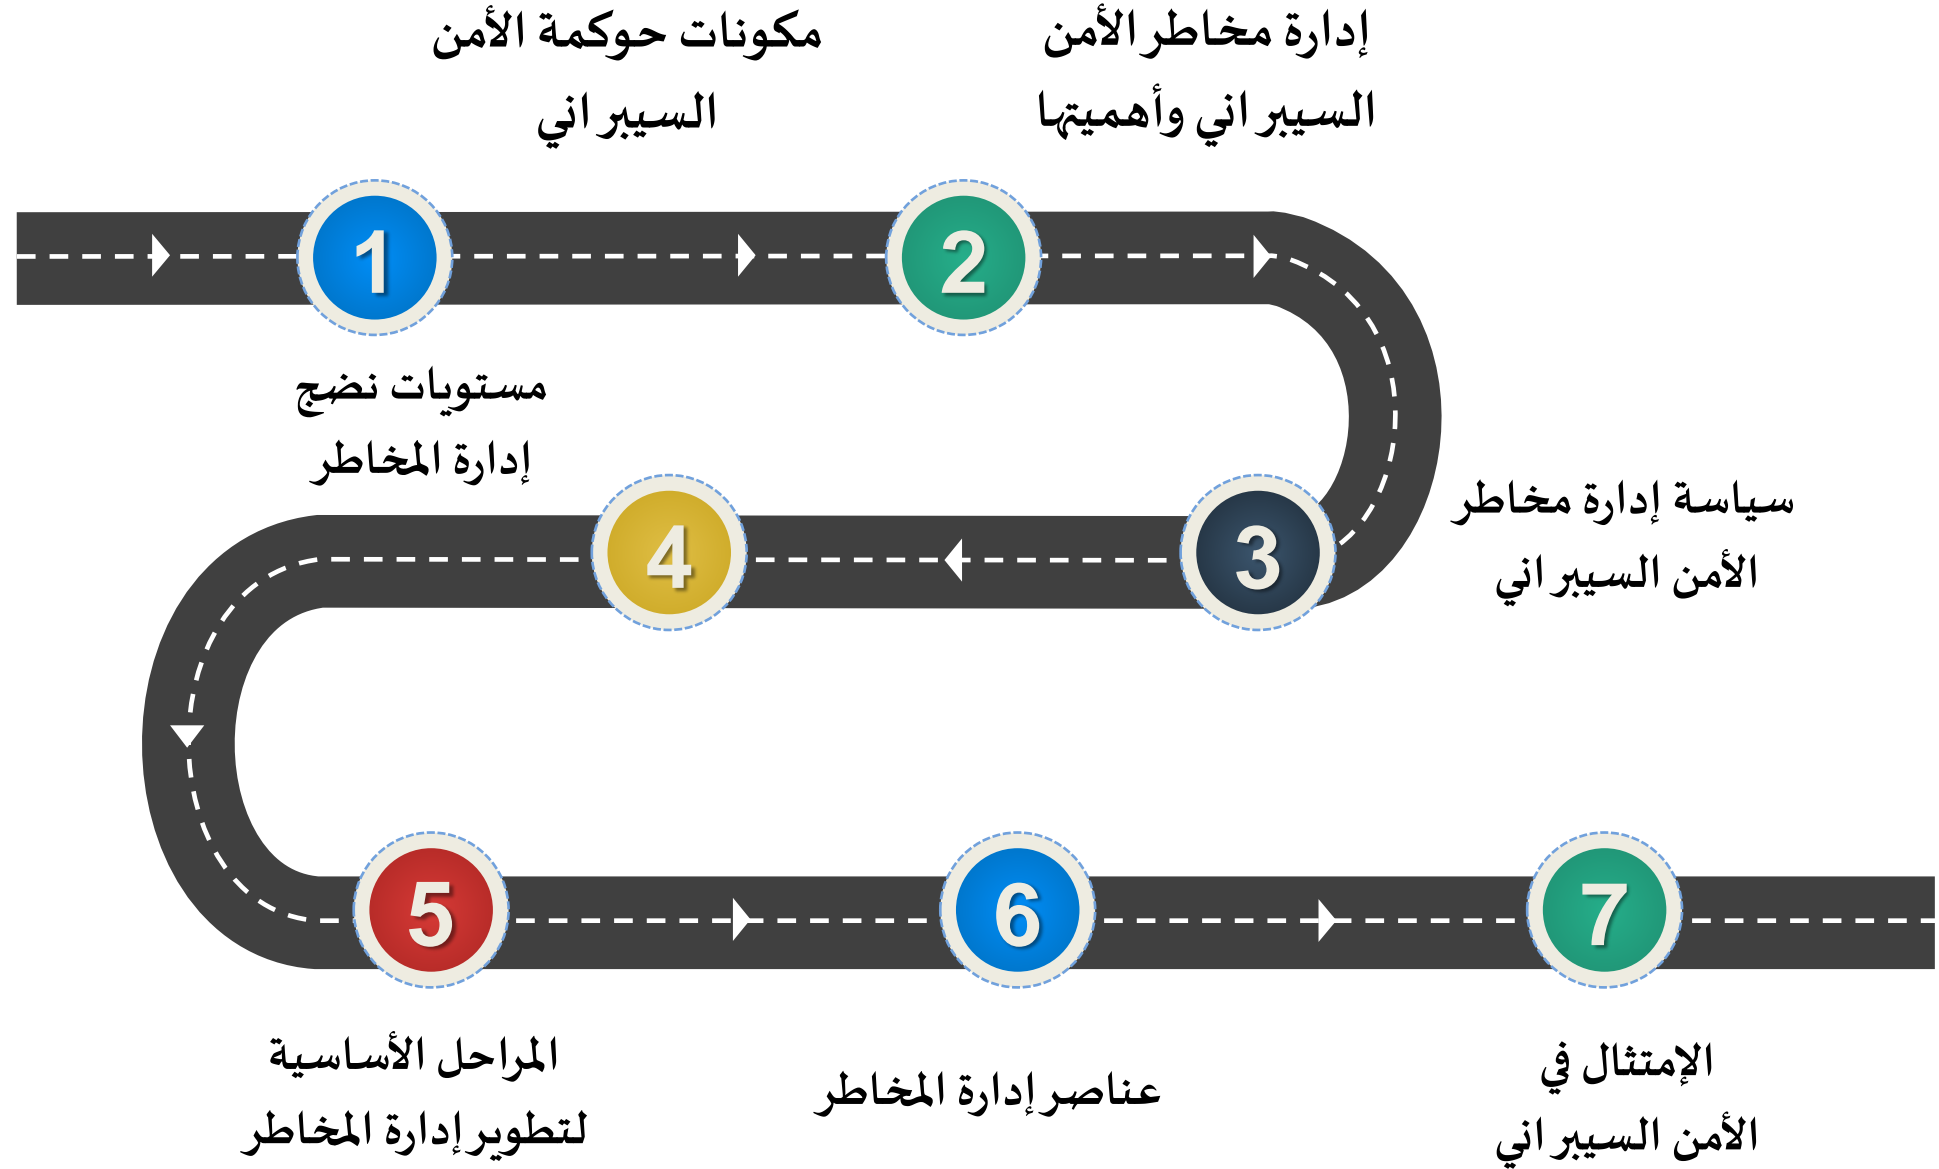 مكونات حوكمة الأمن
السيبراني
1
إدارة مخاطر الأمن
السيبراني وأهميتها
2
سياسة إدارة مخاطر
الأمن السيبراني
3
مستويات نضج
إدارة المخاطر
4
المراحل الأساسية
لتطوير إدارة المخاطر
5
عناصر إدارة المخاطر
6
الإمتثال في
الأمن السيبراني
7